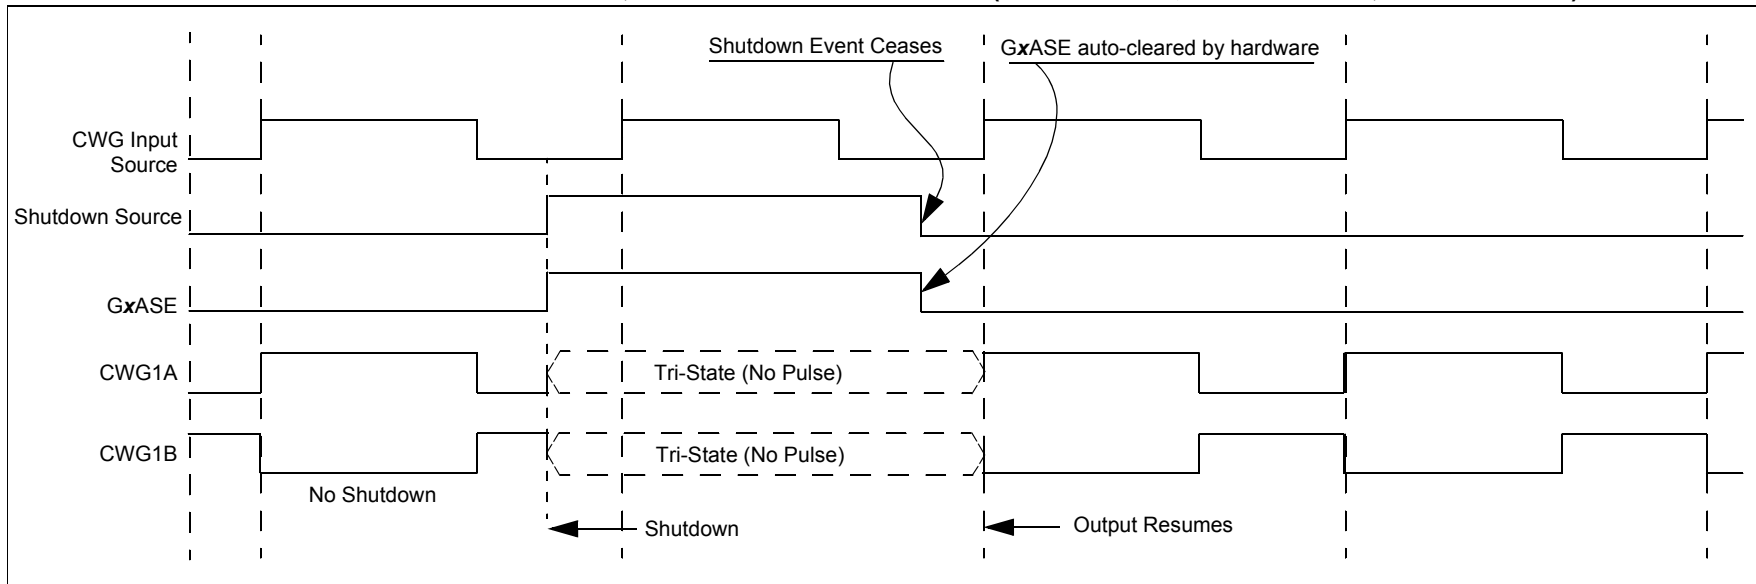 Shutdown Event Ceases
GxASE auto-cleared by hardware
CWG Input
Source
Shutdown Source
GxASE
CWG1A
Tri-State (No Pulse)
CWG1B
Tri-State (No Pulse)
No Shutdown
Shutdown
Output Resumes